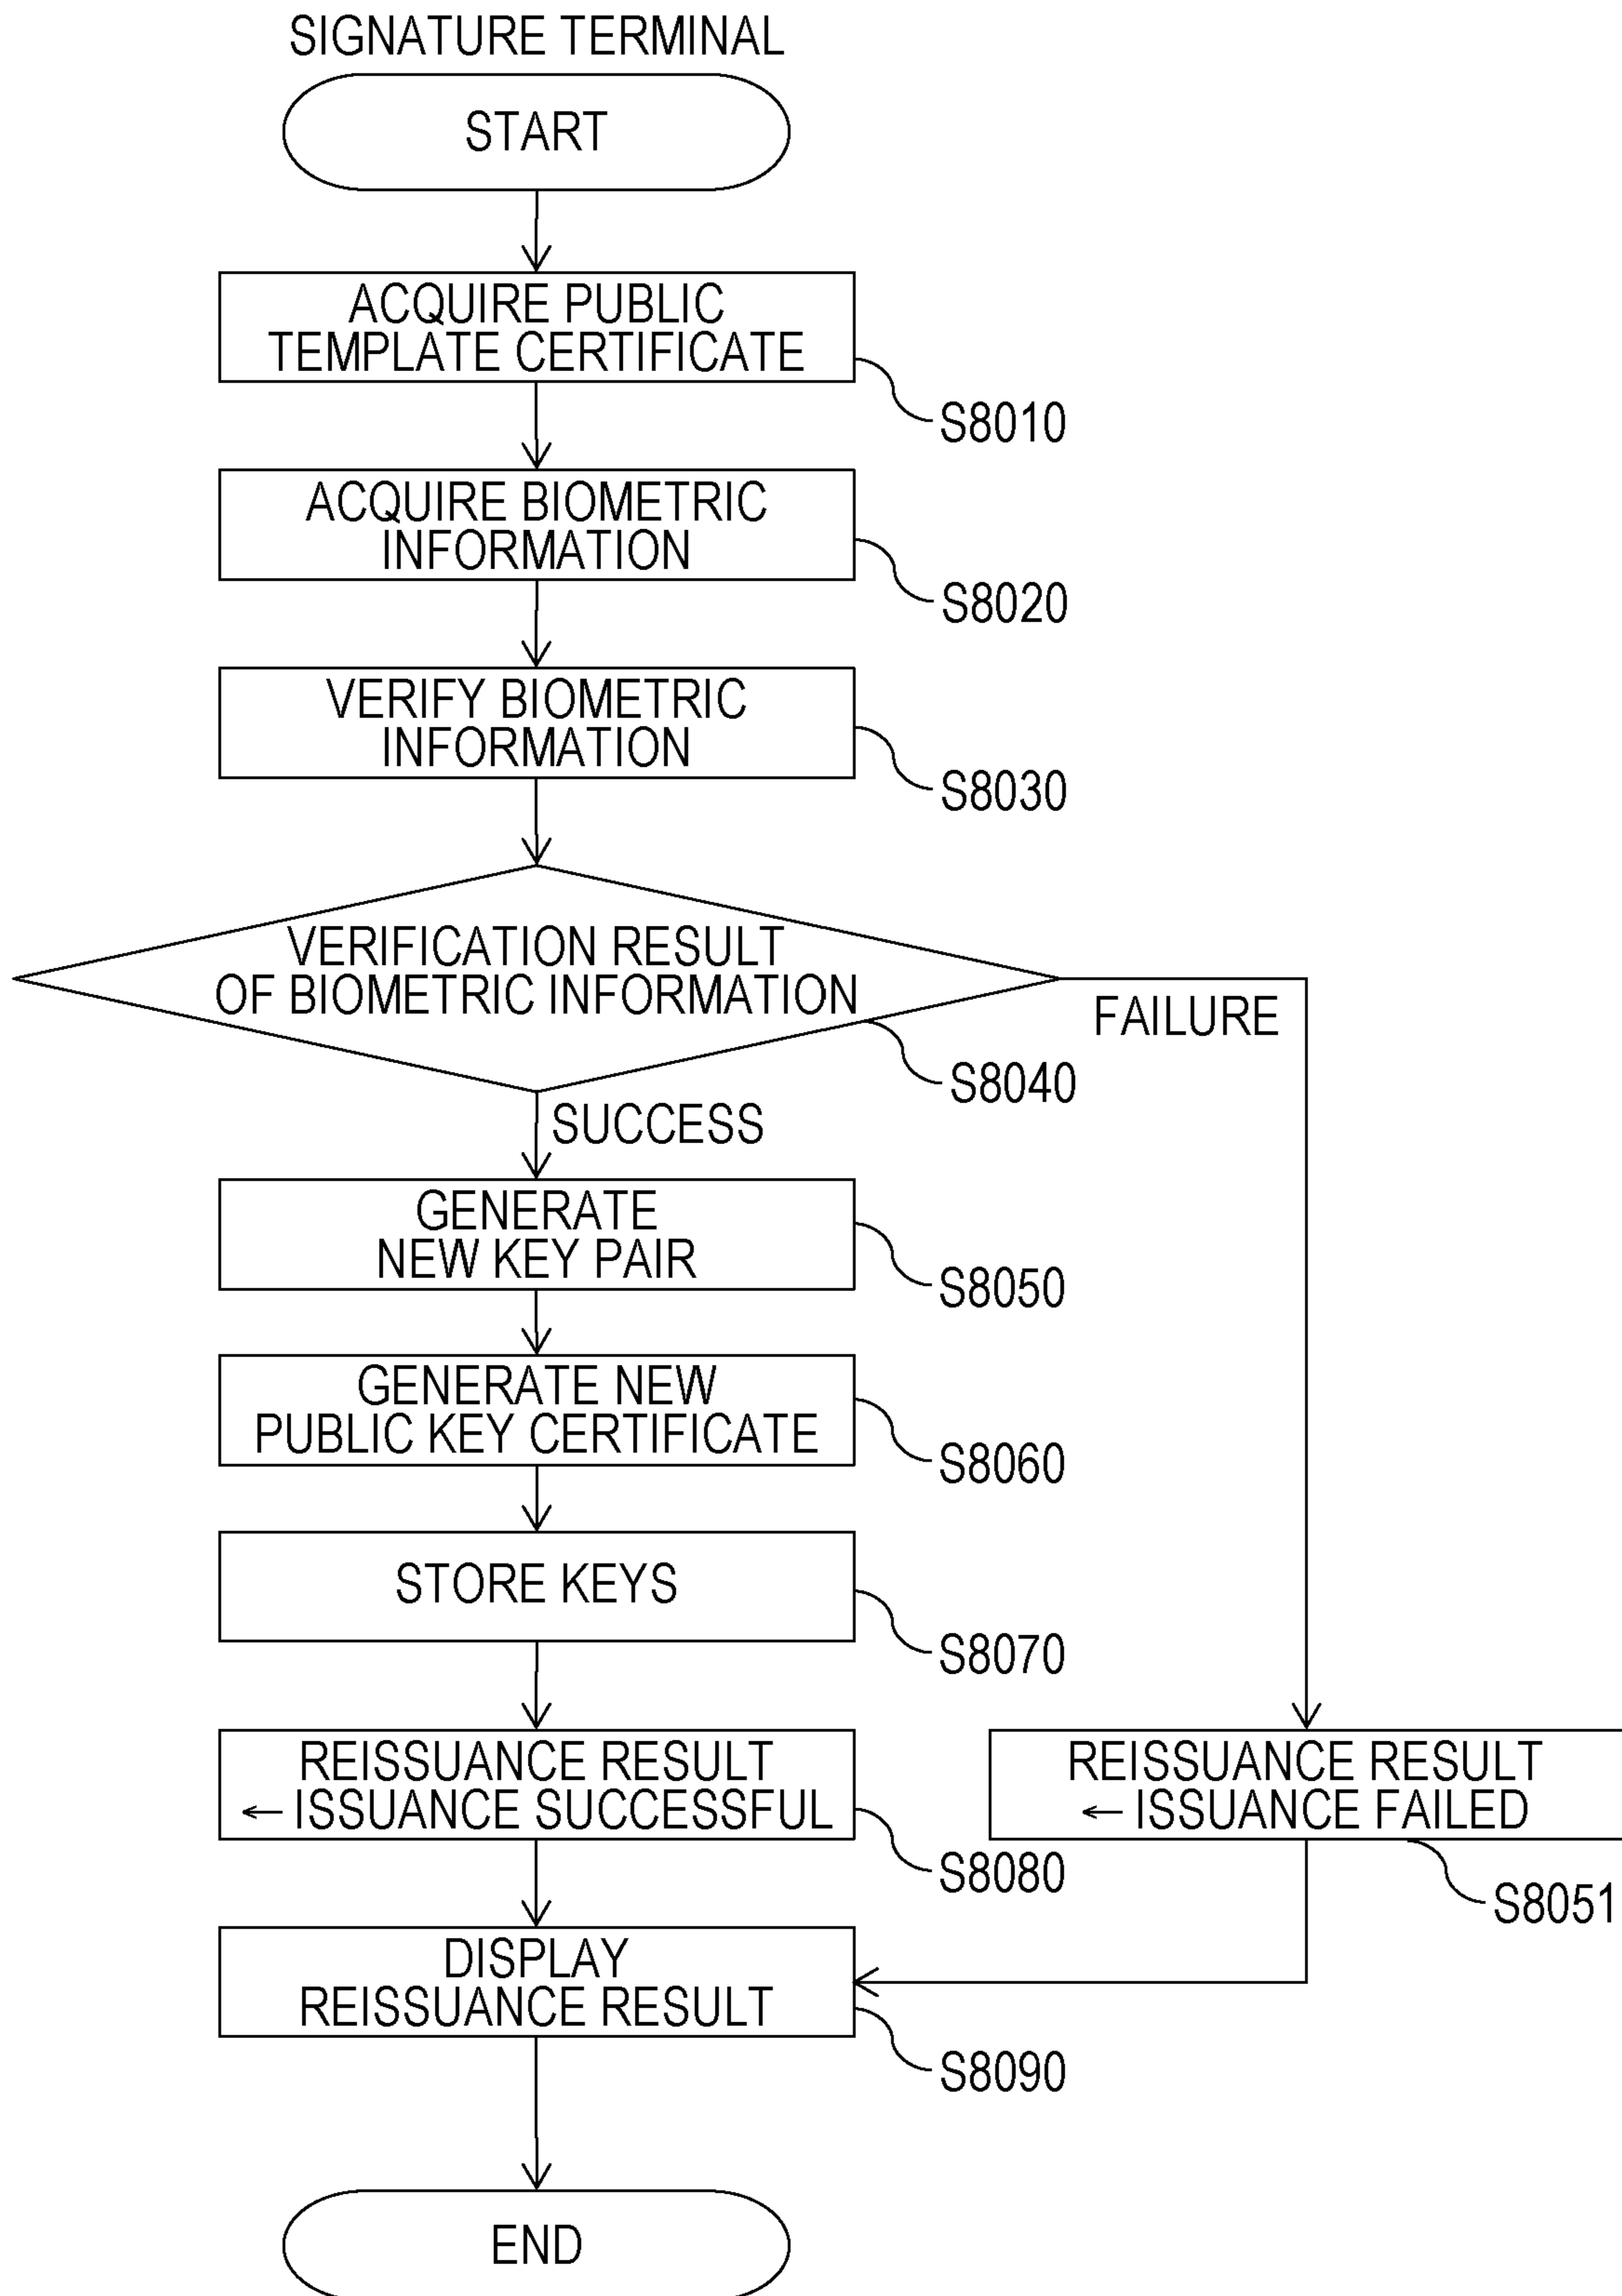 SIGNATURE TERMINAL
START
ACQUIRE PUBLIC
TEMPLATE CERTIFICATE
S8010
ACQUIRE BIOMETRIC
INFORMATION
S8020
VERIFY BIOMETRIC
INFORMATION
S8030
VERIFICATION RESULT
OF BIOMETRIC INFORMATION
FAILURE
S8040
SUCCESS
GENERATE
NEW KEY PAIR
S8050
GENERATE NEW
PUBLIC KEY CERTIFICATE
S8060
STORE KEYS
S8070
REISSUANCE RESULT
← ISSUANCE SUCCESSFUL
S8080
REISSUANCE RESULT
← ISSUANCE FAILED
S8051
DISPLAY
REISSUANCE RESULT
S8090
END